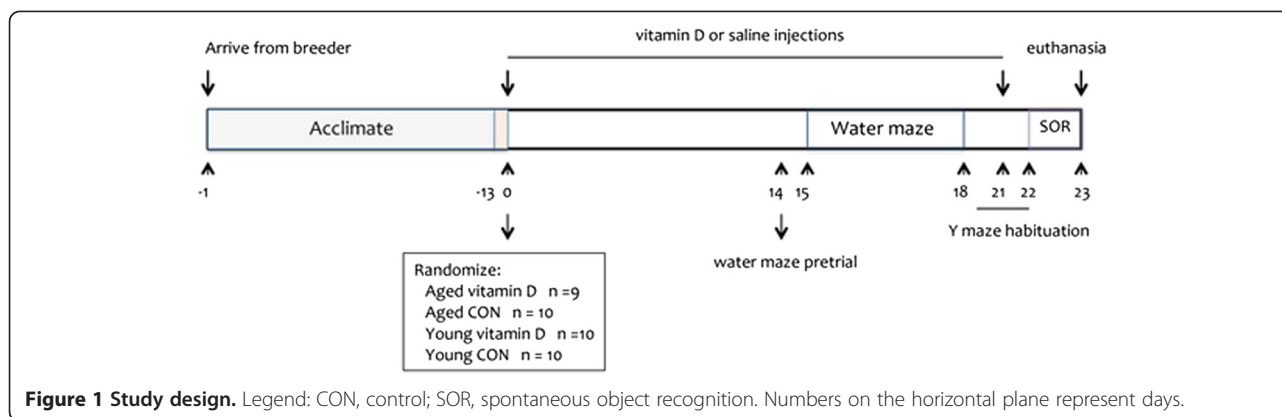 vitamin D or saline injections
Arrive from breeder
euthanasia
Acclimate
Water maze
SOR
-1
-13 0
14 15
18 21 22 23
Y maze habituation
water maze pretrial
Randomize:
Aged vitamin D n =9
Aged CON n = 10
Young vitamin D n =10
Young CON n = 10
Figure 1 Study design. Legend: CON, control; SOR, spontaneous object recognition. Numbers on the horizontal plane represent days.